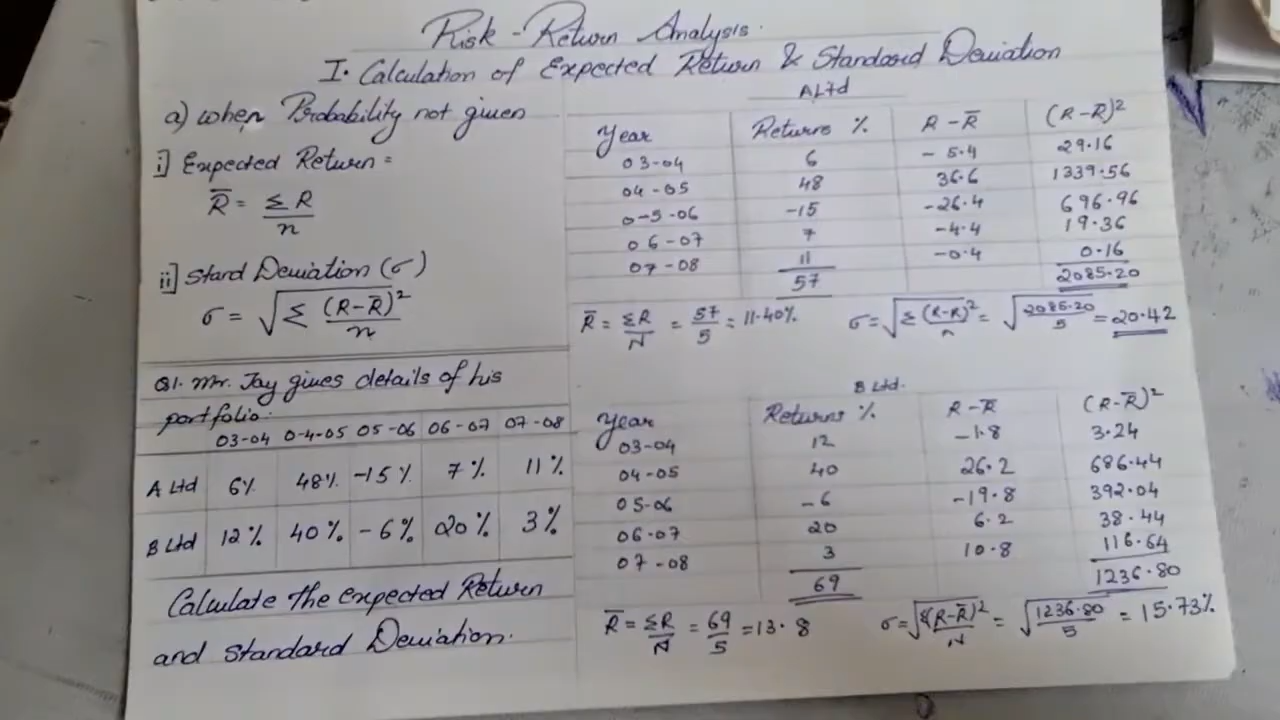 Risk - Return Analysis.
I. Calculation of Expected Return & Standard Deviation
a) when Probability not given
i] Expected Return =
R̄ = ΣR / n
ii] Stard Deviation (σ)
σ = √Σ (R-R̄)² / n
Q1. Mr. Jay gives details of his
portfolio.
03-04 0-4-05 05-06 06-07 07-08
A Ltd 6% 48% -15% 7% 11%
B Ltd 12% 40% -6% 20% 3%
Calculate the expected Return
and Standard Deviation.
A Ltd
Year Returns % R-R̄ (R-R̄)²
03-04 6 -5.4 29.16
04-05 48 36.6 1339.56
0-5-06 -15 -26.4 696.96
06-07 7 -4.4 19.36
07-08 11 -0.4 0.16
57 2085.20
R̄ = ΣR / N = 57 / 5 = 11.40% σ = √Σ (R-R̄)² / n = √2085.20 / 5 = 20.42
B Ltd.
Year Returns % R-R̄ (R-R̄)²
03-04 12 -1.8 3.24
04-05 40 26.2 686.44
05-06 -6 -19.8 392.04
06-07 20 6.2 38.44
07-08 3 10.8 116.64
69 1236.80
R̄ = ΣR / N = 69 / 5 = 13.8 σ = √Σ(R-R̄)² / N = √1236.80 / 5 = 15.73%